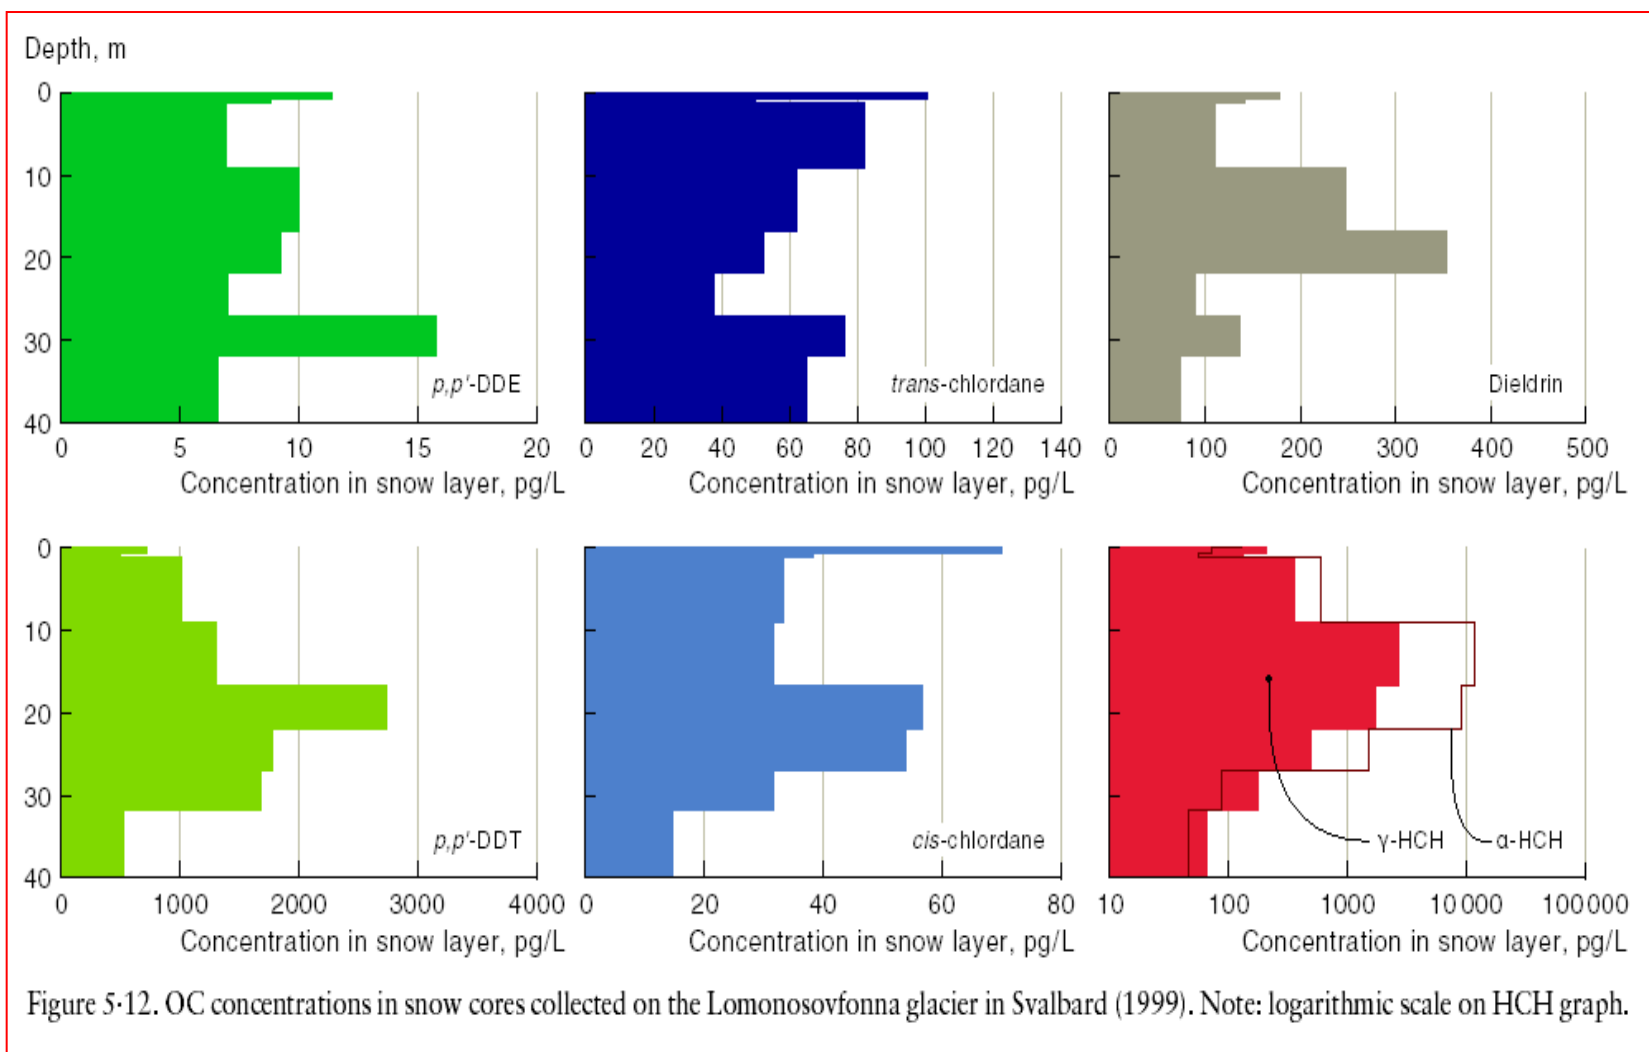 Depth, m
0
10
20
30
40
p,p'-DDE
0 5 10 15 20
Concentration in snow layer, pg/L
trans-chlordane
0 20 40 60 80 100 120 140
Concentration in snow layer, pg/L
Dieldrin
0 100 200 300 400 500
Concentration in snow layer, pg/L
0
10
20
30
40
p,p'-DDT
0 1000 2000 3000 4000
Concentration in snow layer, pg/L
cis-chlordane
0 20 40 60 80
Concentration in snow layer, pg/L
γ-HCH α-HCH
10 100 1000 10 000 100 000
Concentration in snow layer, pg/L
Figure 5·12. OC concentrations in snow cores collected on the Lomonosovfonna glacier in Svalbard (1999). Note: logarithmic scale on HCH graph.